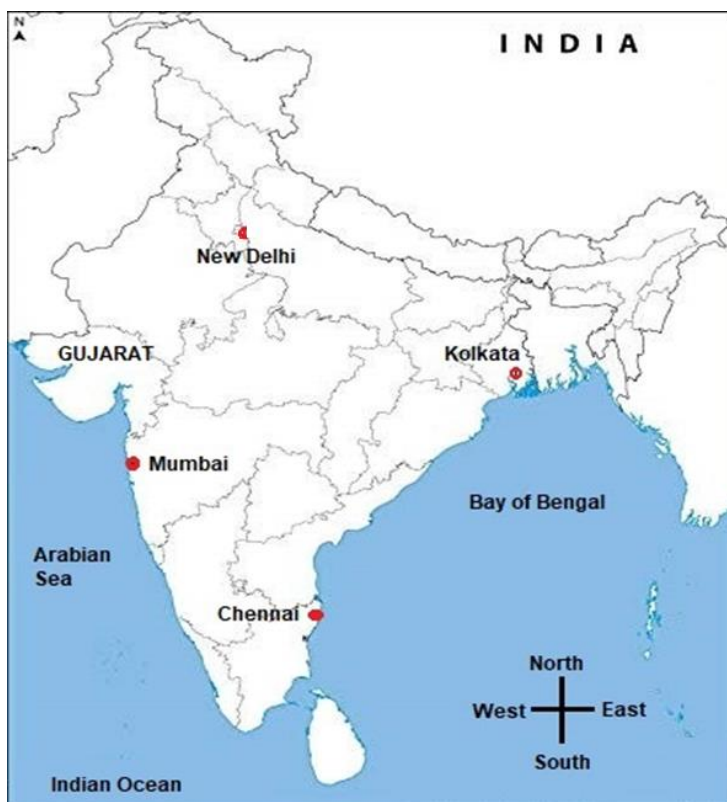 N
INDIA
New Delhi
GUJARAT
Kolkata
Mumbai
Bay of Bengal
Arabian
Sea
Chennai
North
West East
South
Indian Ocean